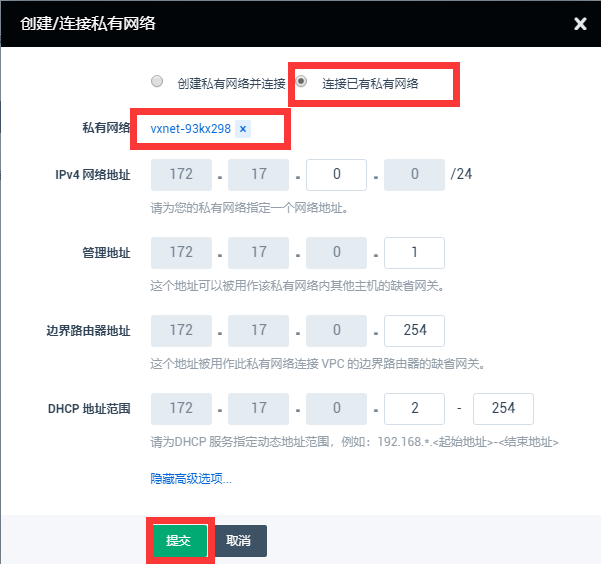 创建/连接私有网络 ×
创建私有网络并连接 连接已有私有网络
私有网络 vxnet-93kx298 ×
IPv4 网络地址 172 . 17 . 0 . 0 /24
请为您的私有网络指定一个网络地址。
管理地址 172 . 17 . 0 . 1
这个地址可以被用作该私有网络内其他主机的缺省网关。
边界路由器地址 172 . 17 . 0 . 254
这个地址被用作此私有网络连接 VPC 的边界路由器的缺省网关。
DHCP 地址范围 172 . 17 . 0 . 2 - 254
请为DHCP 服务指定动态地址范围，例如：192.168.*.<起始地址>-<结束地址>
隐藏高级选项...
提交 取消